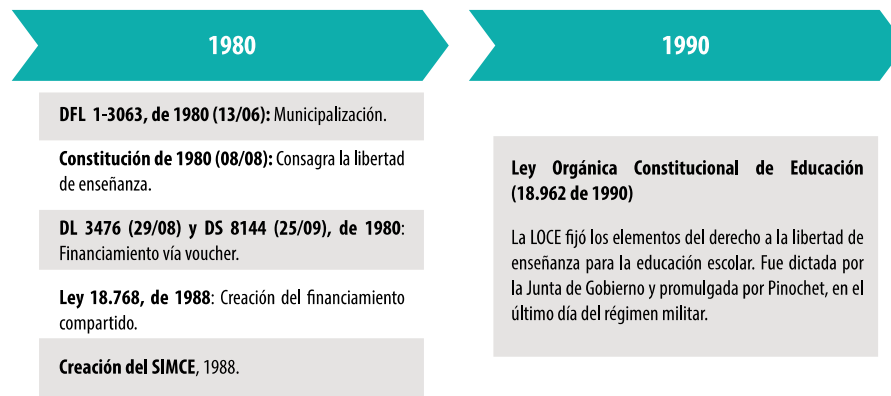 1980
DFL 1-3063, de 1980 (13/06): Municipalización.
Constitución de 1980 (08/08): Consagra la libertad
de enseñanza.
DL 3476 (29/08) y DS 8144 (25/09), de 1980:
Financiamiento vía voucher.
Ley 18.768, de 1988: Creación del financiamiento
compartido.
Creación del SIMCE, 1988.
1990
Ley Orgánica Constitucional de Educación
(18.962 de 1990)
La LOCE fijó los elementos del derecho a la libertad de
enseñanza para la educación escolar. Fue dictada por
la Junta de Gobierno y promulgada por Pinochet, en el
último día del régimen militar.